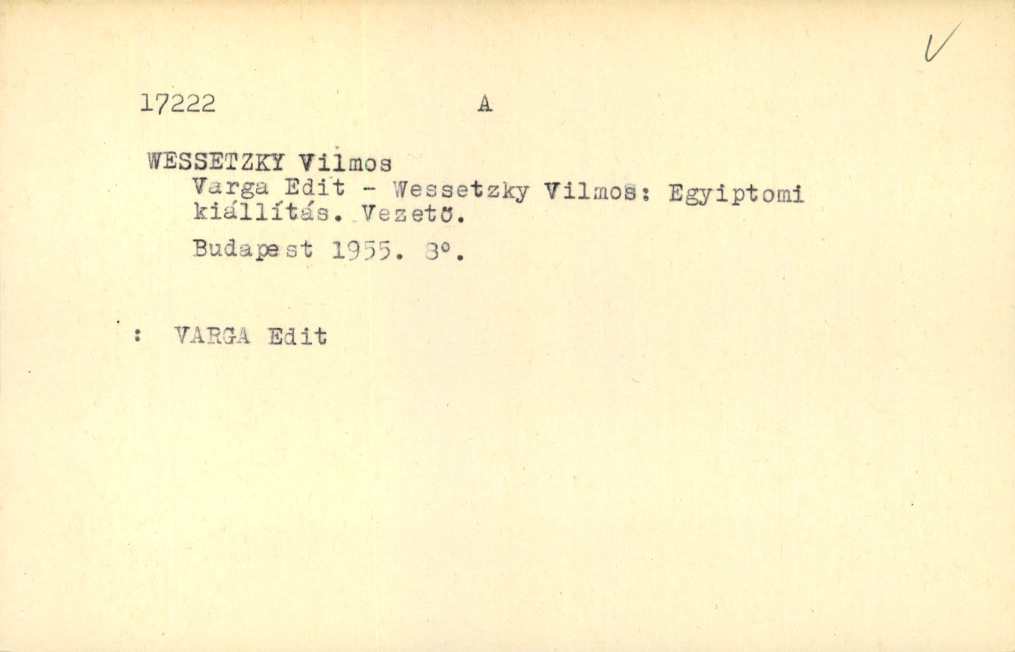 17222 A
WESSETZKY Vilmos
Varga Edit - Wessetzky Vilmos: Egyiptomi
kiállítás. Vezető.
Budapest 1955. 8°.
: VARGA Edit